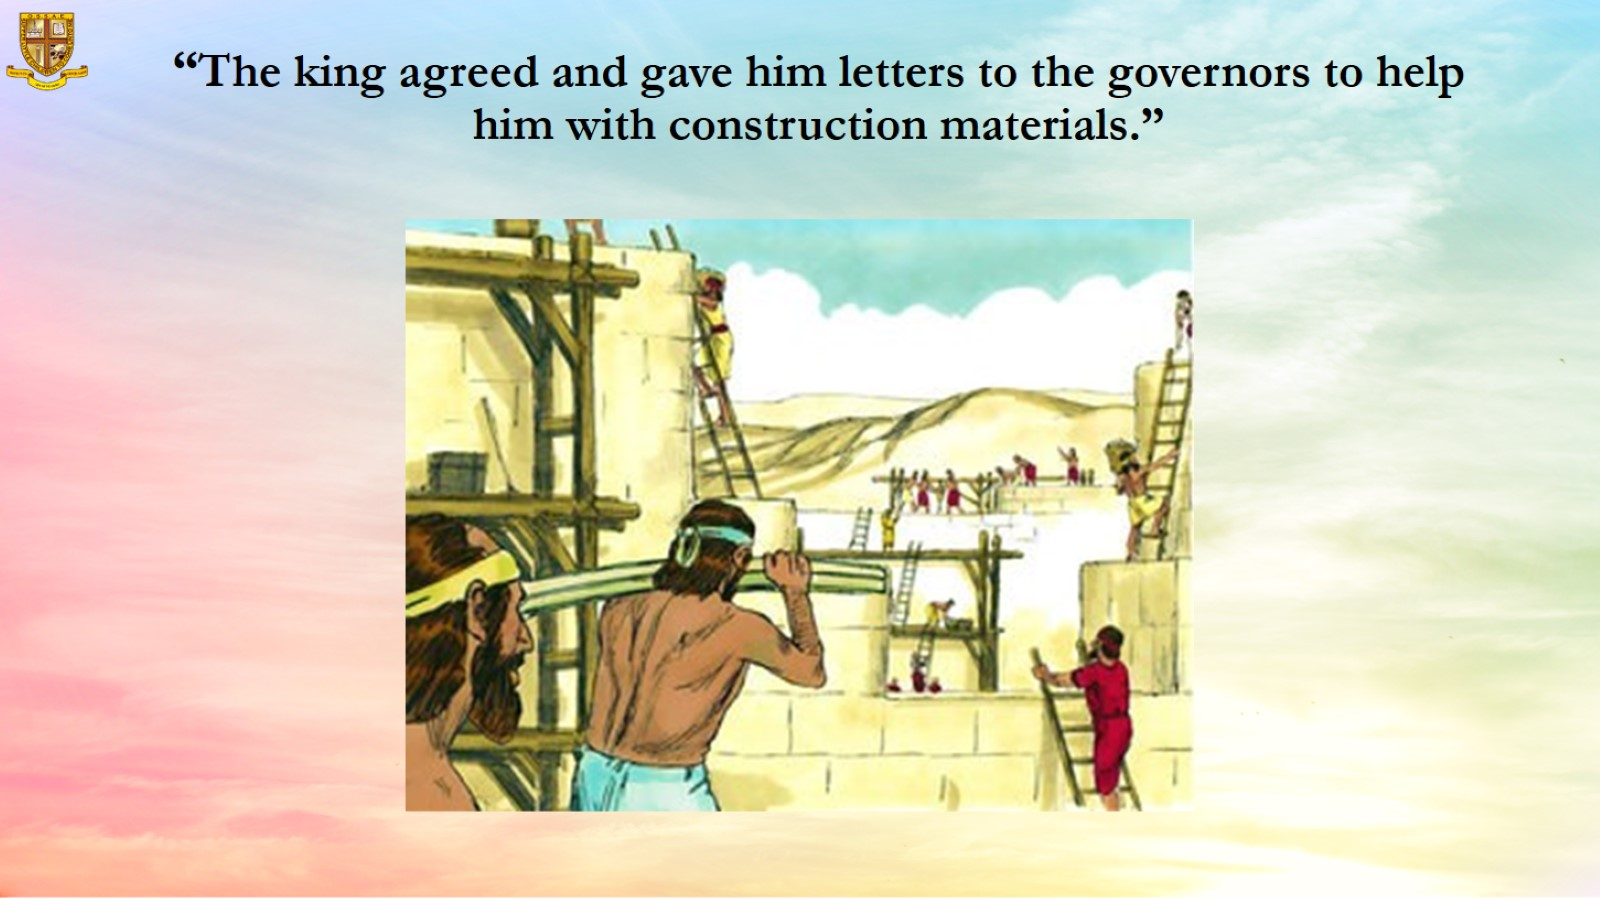 “The king agreed and gave him letters to the governors to help
him with construction materials.”